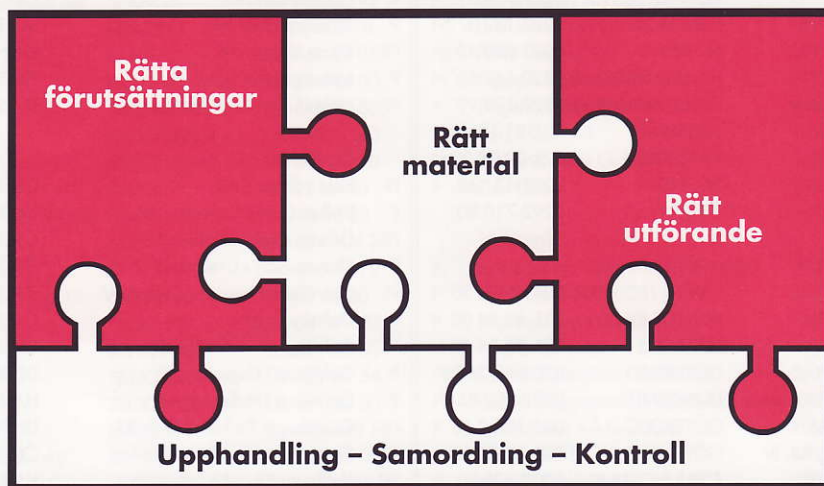 Rätta
förutsättningar
Rätt
material
Rätt
utförande
Upphandling – Samordning – Kontroll